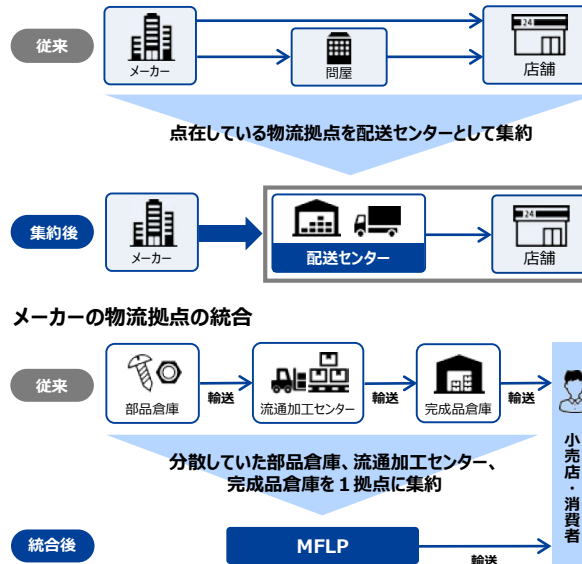 従来
メーカー
問屋
24
店舗
点在している物流拠点を配送センターとして集約
集約後
メーカー
配送センター
24
店舗
メーカーの物流拠点の統合
従来
部品倉庫
輸送
流通加工センター
輸送
完成品倉庫
輸送
小売店・消費者
分散していた部品倉庫、流通加工センター、
完成品倉庫を１拠点に集約
統合後
MFLP
輸送